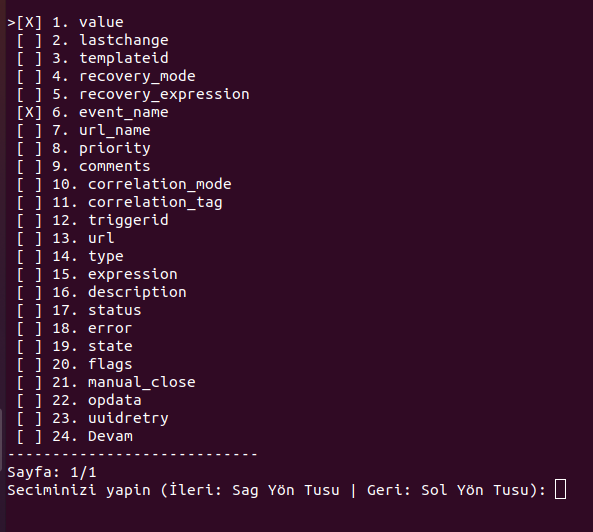 >[X] 1. value
[ ] 2. lastchange
[ ] 3. templateid
[ ] 4. recovery_mode
[ ] 5. recovery_expression
[X] 6. event_name
[ ] 7. url_name
[ ] 8. priority
[ ] 9. comments
[ ] 10. correlation_mode
[ ] 11. correlation_tag
[ ] 12. triggerid
[ ] 13. url
[ ] 14. type
[ ] 15. expression
[ ] 16. description
[ ] 17. status
[ ] 18. error
[ ] 19. state
[ ] 20. flags
[ ] 21. manual_close
[ ] 22. opdata
[ ] 23. uuidretry
[ ] 24. Devam
----------------------------
Sayfa: 1/1
Seciminizi yapin (İleri: Sag Yön Tusu | Geri: Sol Yön Tusu):